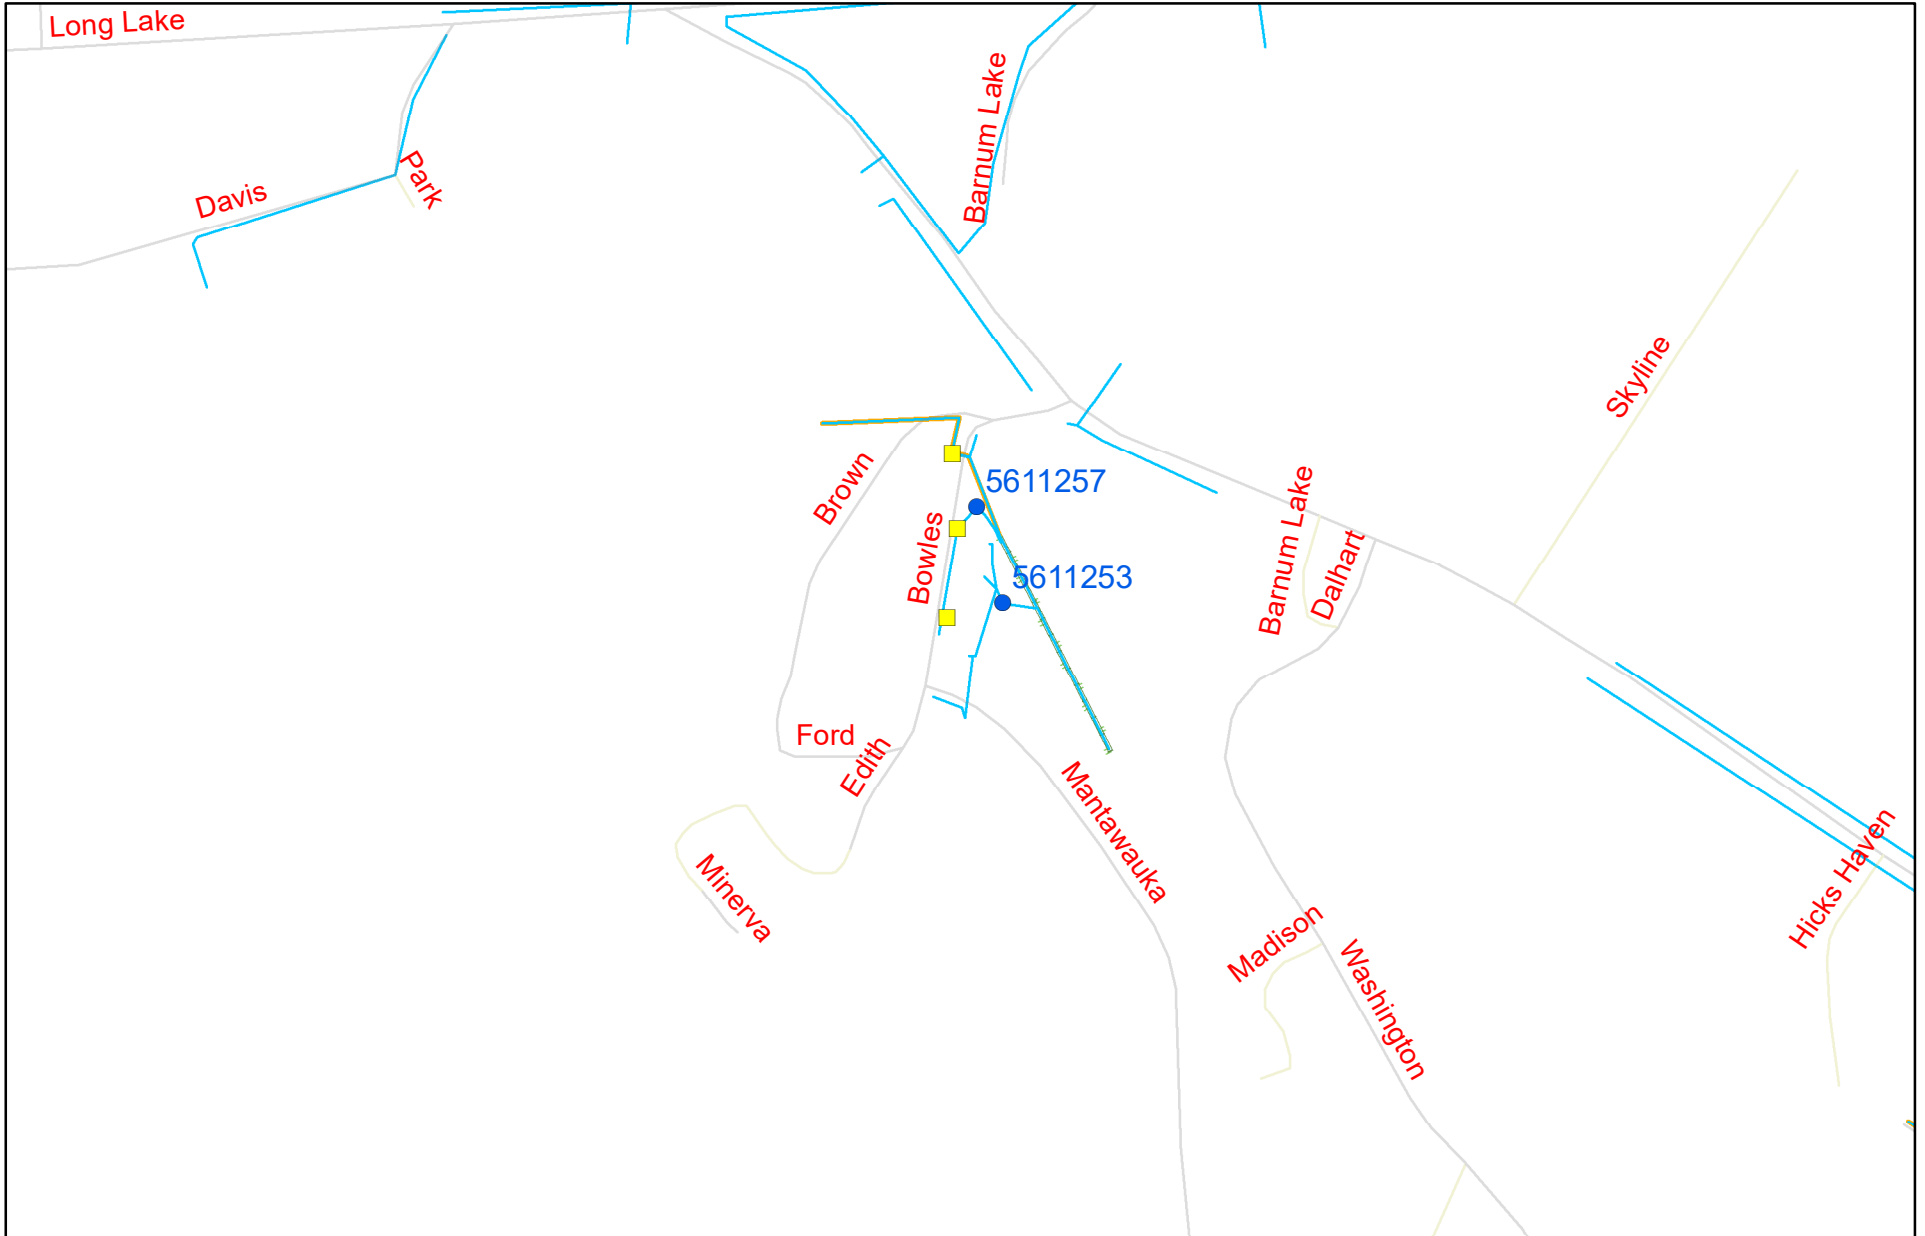 Long Lake
Barnum Lake
Park
Davis
Skyline
Brown
5611257
Bowles
5611253
Barnum Lake
Dalhart
Ford
Edith
Mantawauka
Minerva
Hicks Haven
Madison
Washington